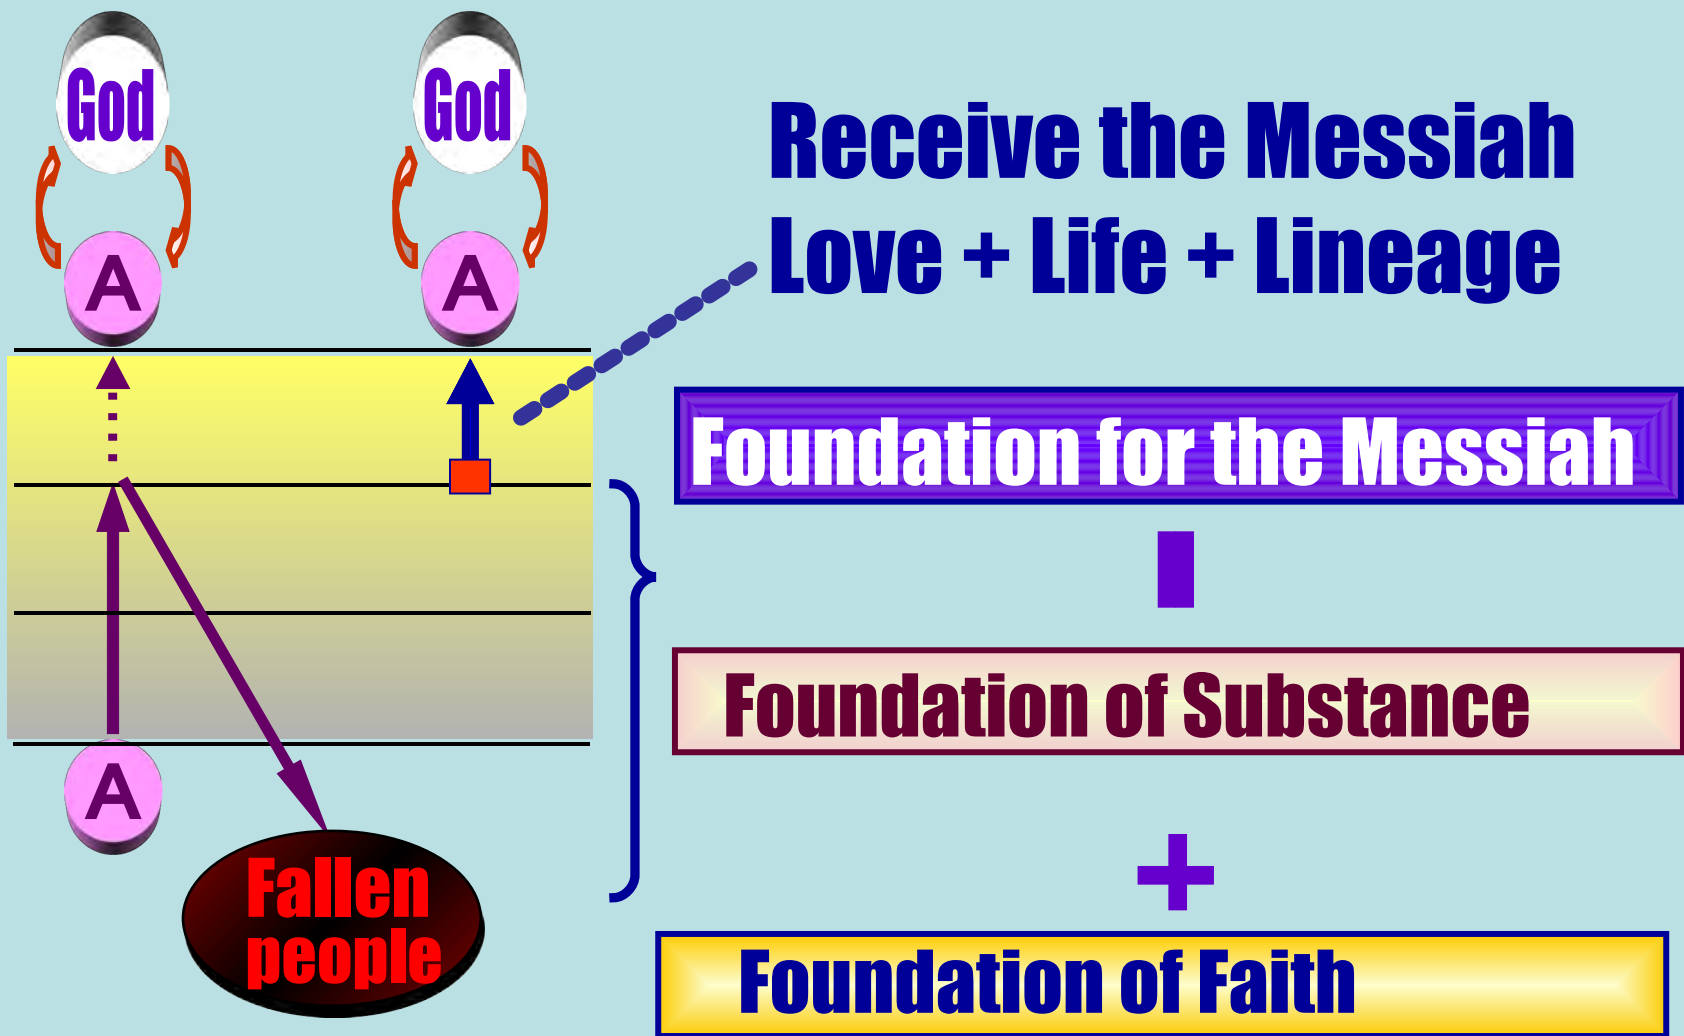 God
God
A
A
Receive the Messiah
Love + Life + Lineage
Foundation for the Messiah
Foundation of Substance
+
Foundation of Faith
A
Fallen
people